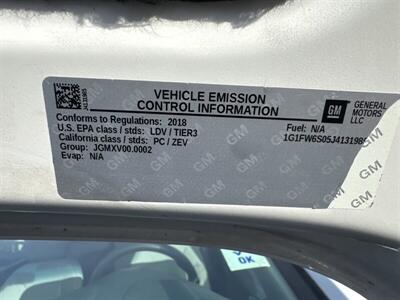 VEHICLE EMISSION
CONTROL INFORMATION
GM
GENERAL
MOTORS
LLC
Conforms to Regulations: 2018
U.S. EPA class / stds: LDV / TIER3
California class / stds: PC / ZEV
Group: JGMXV00.0002
Evap: N/A
Fuel: N/A
1G1FW6S05J4131985
OK